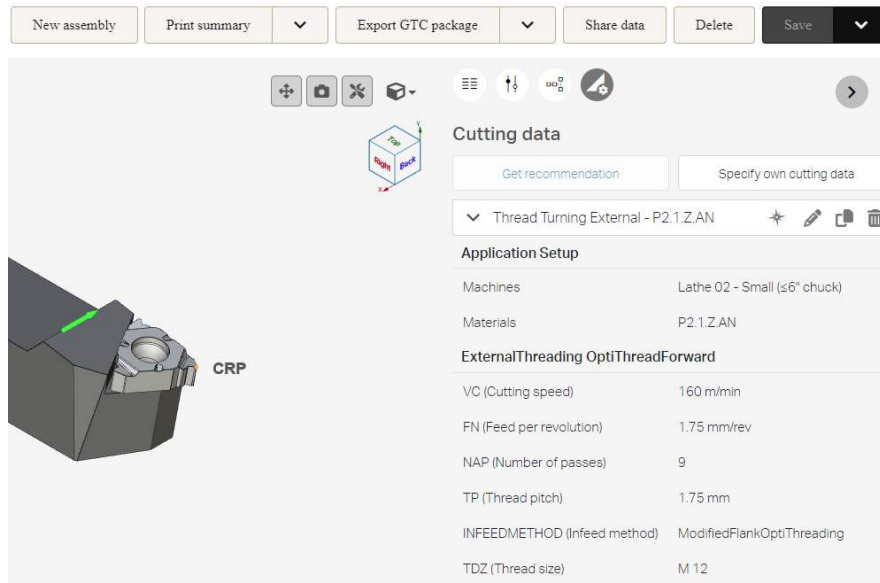 New assembly Print summary Export GTC package Share data Delete Save
Cutting data
Top
Right Back
Y
X
Get recommendation Specify own cutting data
Thread Turning External - P2.1.Z.AN
Application Setup
Machines Lathe 02 - Small (≤6" chuck)
Materials P2.1.Z.AN
ExternalThreading OptiThreadForward
CRP
VC (Cutting speed) 160 m/min
FN (Feed per revolution) 1.75 mm/rev
NAP (Number of passes) 9
TP (Thread pitch) 1.75 mm
INFEEDMETHOD (Infeed method) ModifiedFlankOptiThreading
TDZ (Thread size) M 12